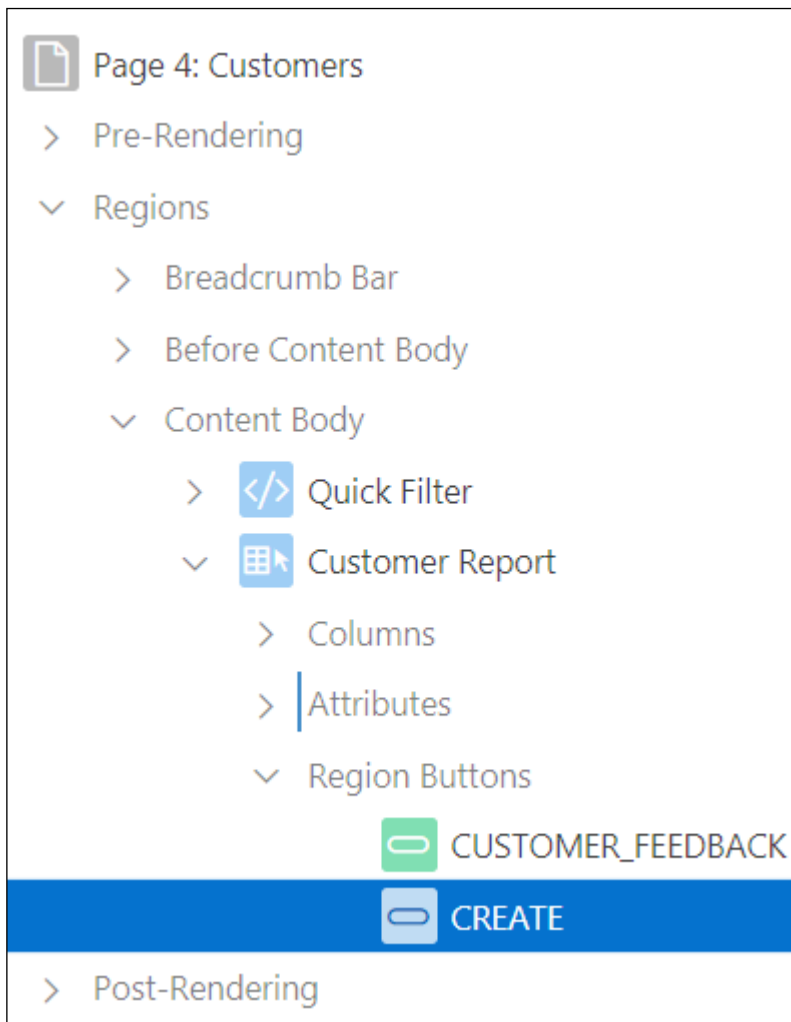 Page 4: Customers
Pre-Rendering
Regions
Breadcrumb Bar
Before Content Body
Content Body
Quick Filter
Customer Report
Columns
Attributes
Region Buttons
CUSTOMER_FEEDBACK
CREATE
Post-Rendering